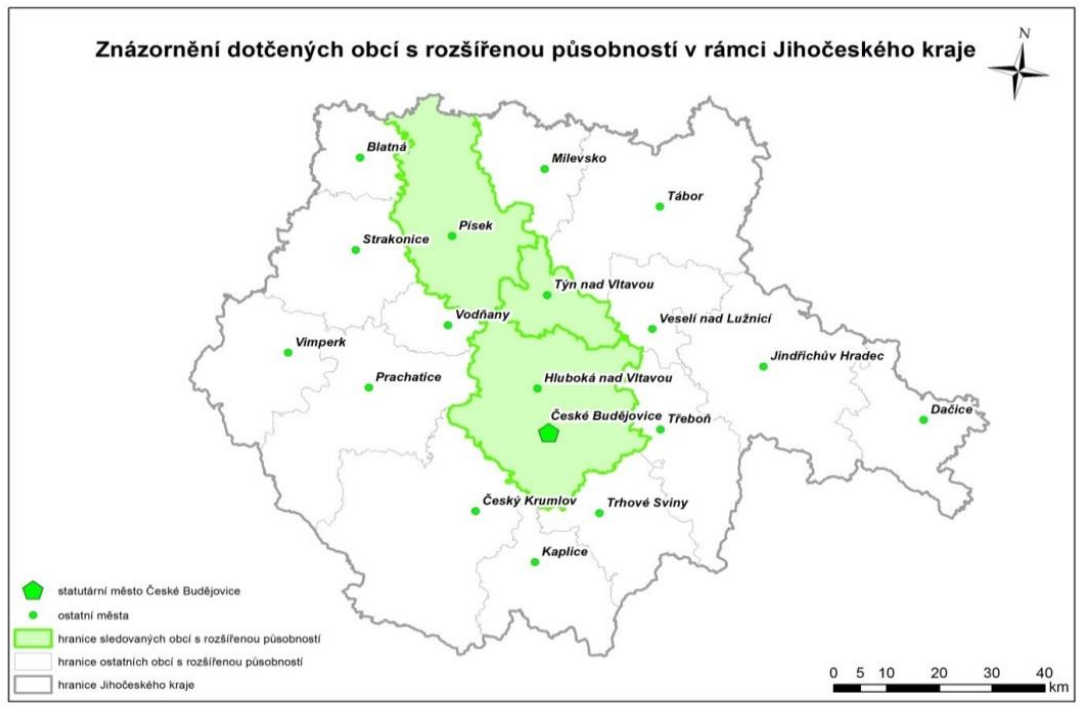 Znázornění dotčených obcí s rozšířenou působností v rámci Jihočeského kraje
N
Blatná
Milevsko
Tábor
Písek
Strakonice
Týn nad Vltavou
Vodňany
Veselí nad Lužnicí
Vimperk
Jindřichův Hradec
Prachatice
Hluboká nad Vltavou
Dačice
České Budějovice
Třeboň
Český Krumlov
Trhové Sviny
Kaplice
statutární město České Budějovice
ostatní města
hranice sledovaných obcí s rozšířenou působností
hranice ostatních obcí s rozšířenou působností
hranice Jihočeského kraje
0 5 10 20 30 40
km